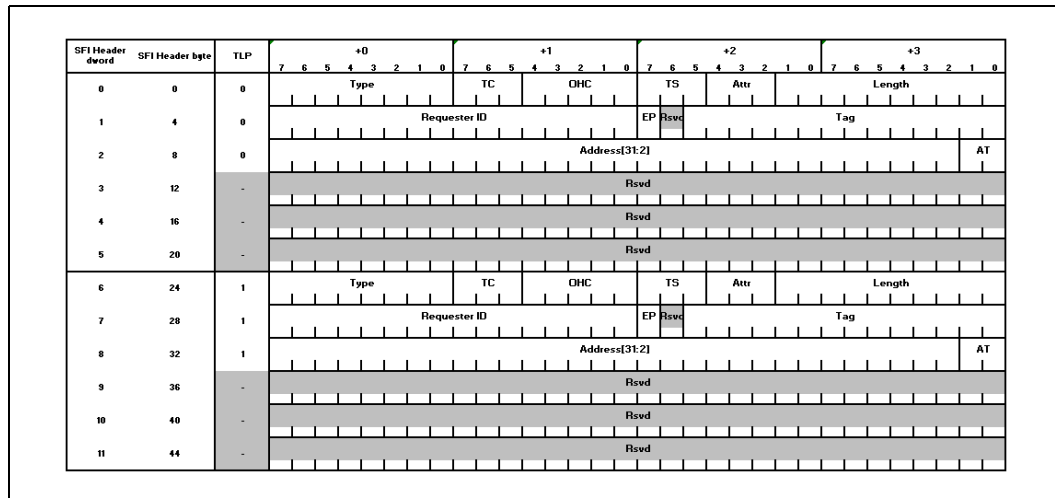 SFI Header dword SFI Header byte TLP +0 +1 +2 +3
7 6 5 4 3 2 1 0 7 6 5 4 3 2 1 0 7 6 5 4 3 2 1 0 7 6 5 4 3 2 1 0
0 0 0 Type TC OHC TS Attr Length
1 4 0 Requester ID EP Rsvd Tag
2 8 0 Address[31:2] AT
3 12 - Rsvd
4 16 - Rsvd
5 20 - Rsvd
6 24 1 Type TC OHC TS Attr Length
7 28 1 Requester ID EP Rsvd Tag
8 32 1 Address[31:2] AT
9 36 - Rsvd
10 40 - Rsvd
11 44 - Rsvd